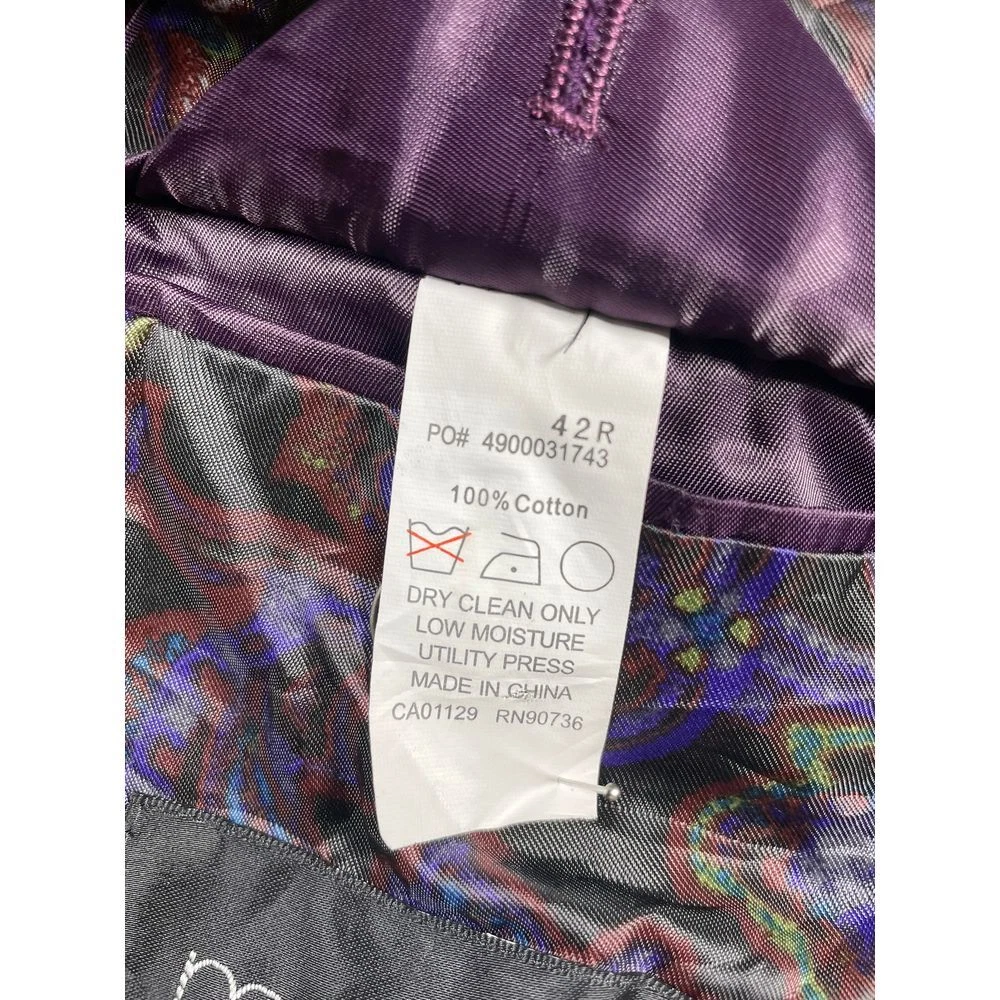 42R
PO# 4900031743
100% Cotton
DRY CLEAN ONLY
LOW MOISTURE
UTILITY PRESS
MADE IN CHINA
CA01129 RN90736